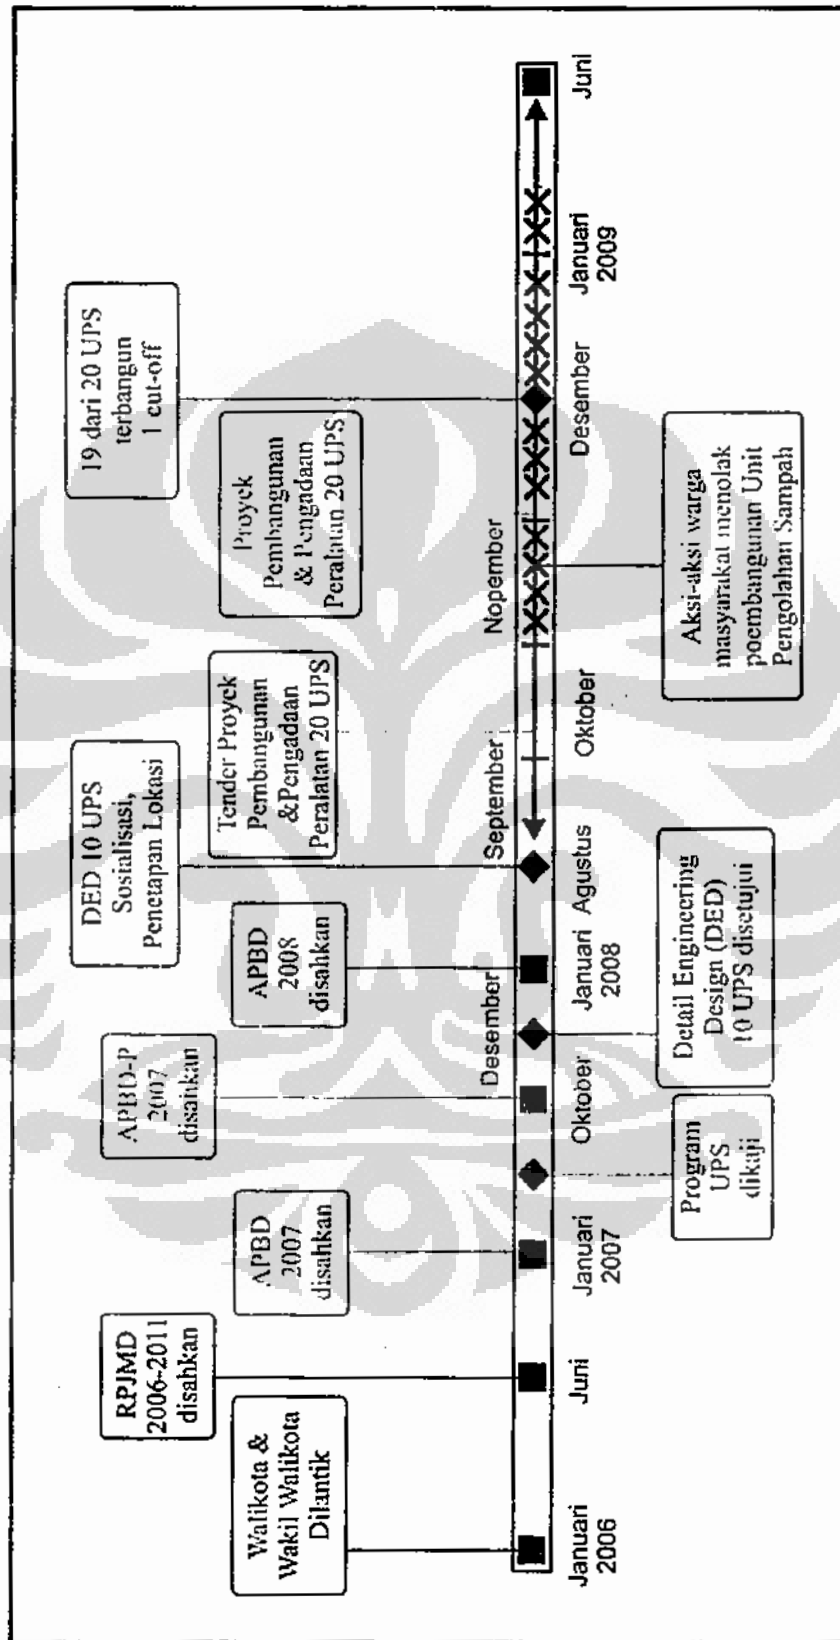 Walikota &
Wakil Walikota
Dilantik
RPJMD
2006-2011
disahkan
APBD
2007
disahkan
APBD-P
2007
disahkan
APBD
2008
disahkan
DED 10 UPS
Sosialisasi,
Penetapan Lokasi
Tender Proyek
Pembangunan
&Pengadaan
Peralatan 20 UPS
Proyek
Pembangunan
& Pengadaan
Peralatan 20 UPS
19 dari 20 UPS
terbangun
1 cut-off
Desember
September
Nopember
Januari
2006
Juni
Januari
2007
Oktober
Januari
2008
Agustus
Oktober
Desember
Januari
2009
Juni
Program
UPS
dikaji
Detail Engineering
Design (DED)
10 UPS disetujui
Aksi-aksi warga
masyarakat menolak
poembangunan Unit
Pengolahan Sampah